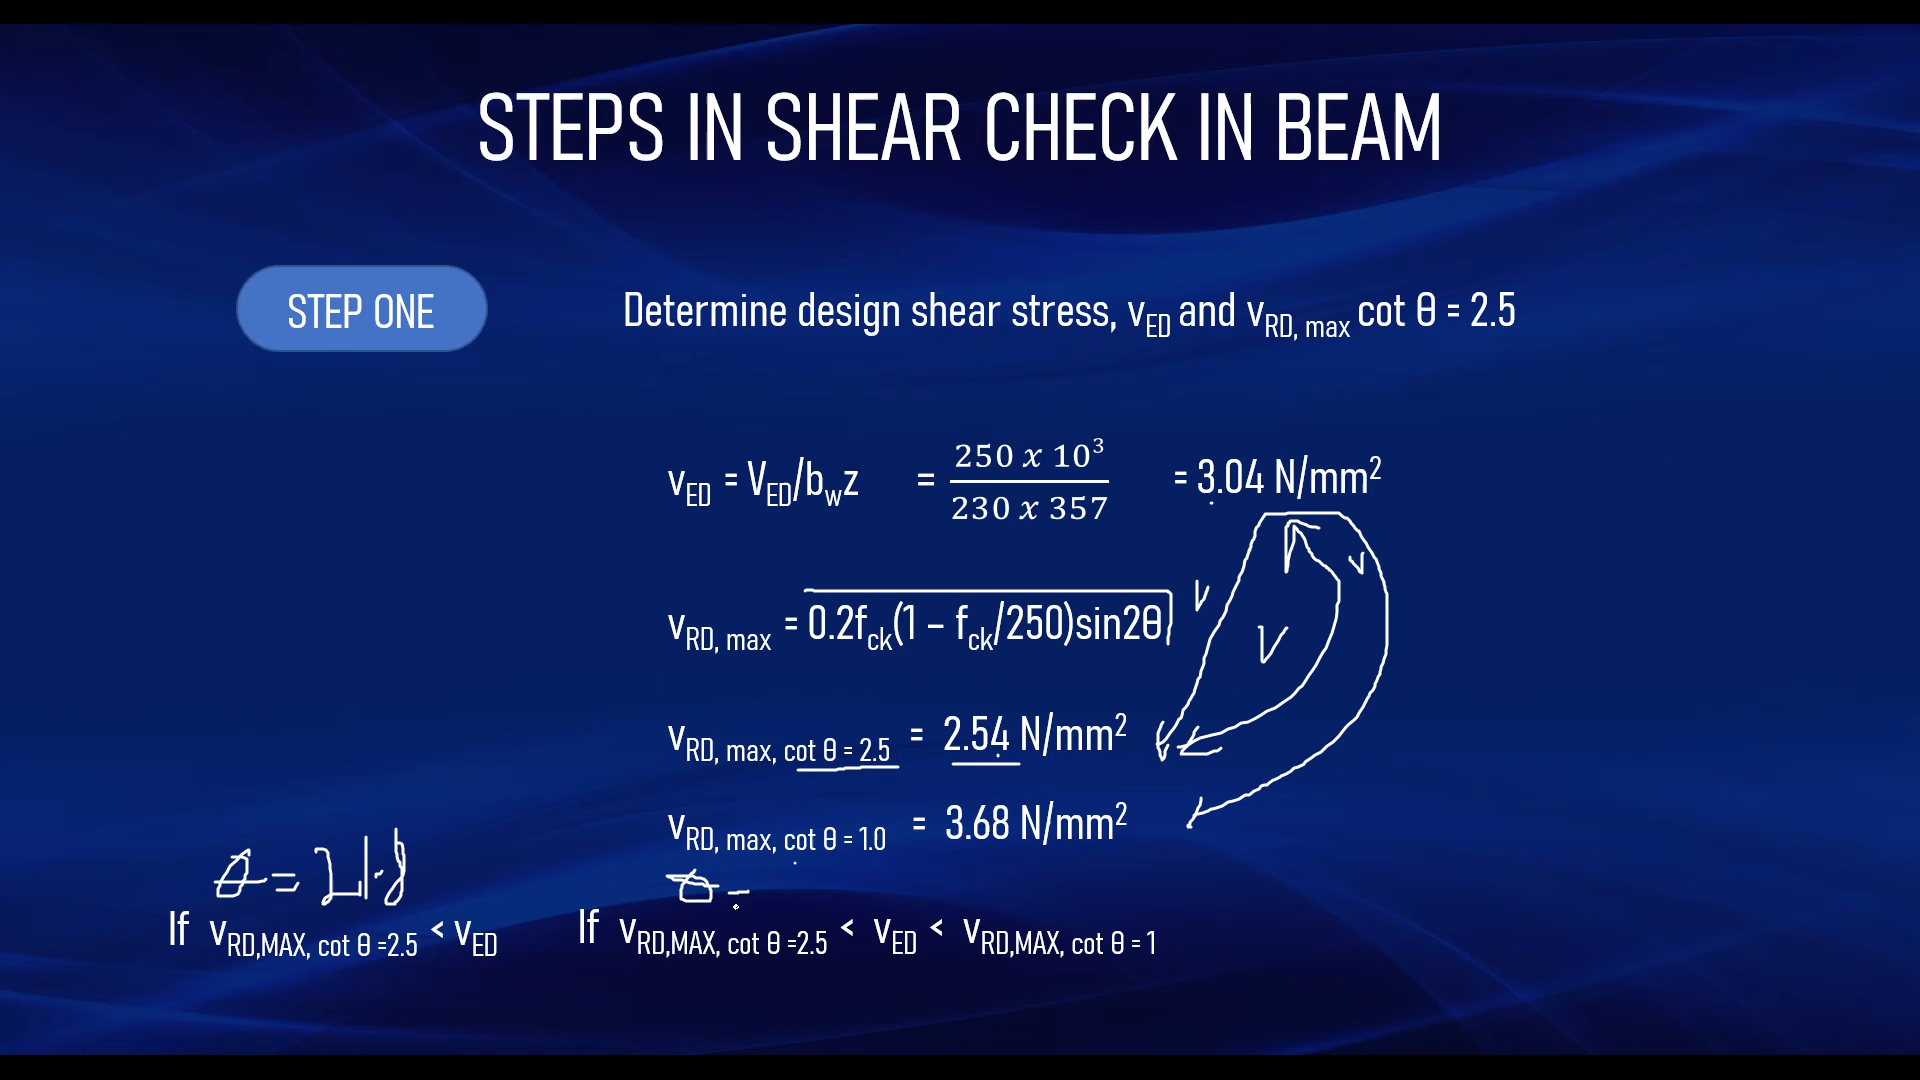 STEPS IN SHEAR CHECK IN BEAM
STEP ONE
Determine design shear stress, vED and vRD, max cot θ = 2.5
vED = VED/bwz = 250 x 10³ / 230 x 357 = 3.04 N/mm²
vRD, max = 0.2fck(1 – fck/250)sin2θ
vRD, max, cot θ = 2.5 = 2.54 N/mm²
vRD, max, cot θ = 1.0 = 3.68 N/mm²
θ = 21.8
θ =
If vRD,MAX, cot θ =2.5 < vED
If vRD,MAX, cot θ =2.5 < vED < vRD,MAX, cot θ = 1